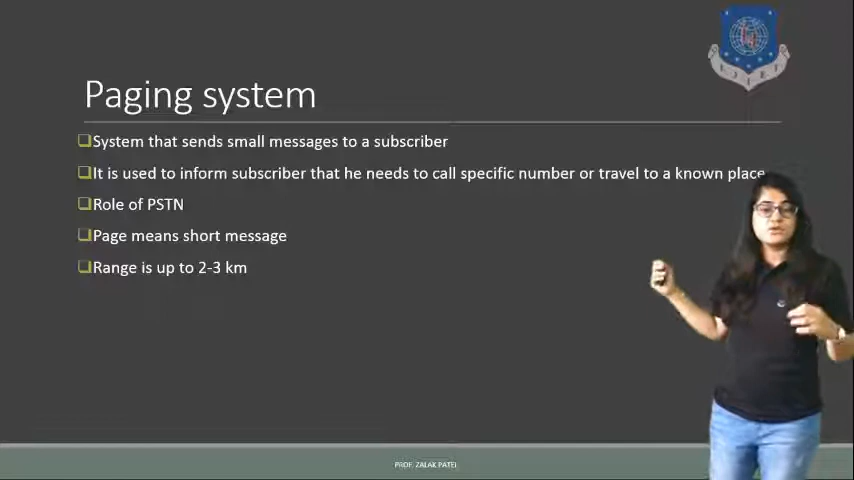 Paging system
❑System that sends small messages to a subscriber
❑It is used to inform subscriber that he needs to call specific number or travel to a known place
❑Role of PSTN
❑Page means short message
❑Range is up to 2-3 km
PROF. ZALAK PATEL